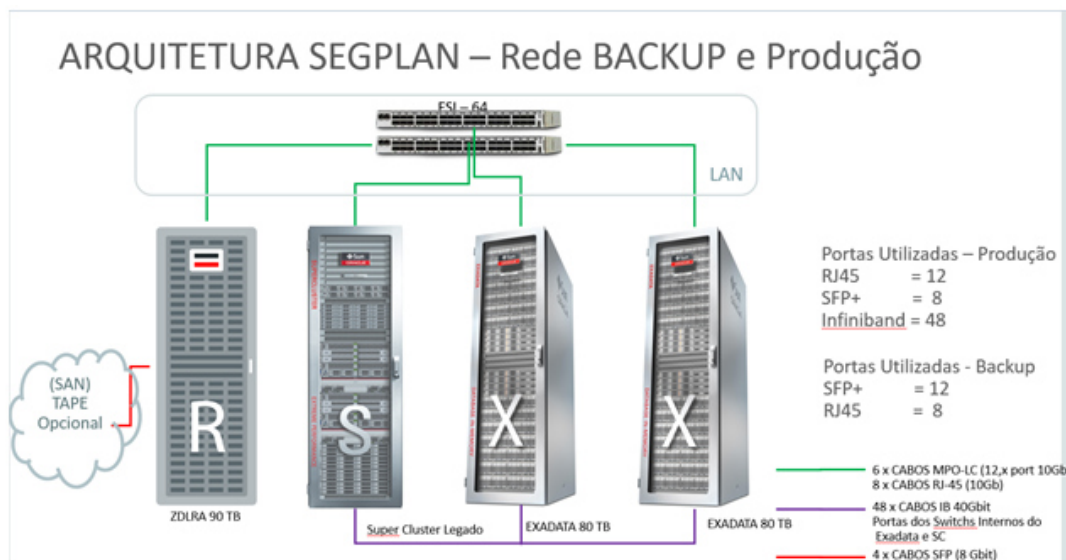 ARQUITETURA SEGPLAN – Rede BACKUP e Produção
ESI – 64
LAN
Portas Utilizadas – Produção
RJ45 = 12
SFP+ = 8
Infiniband = 48
Portas Utilizadas - Backup
SFP+ = 12
RJ45 = 8
(SAN)
TAPE
Opcional
R
S
X
X
ZDLRA 90 TB
Super Cluster Legado
EXADATA 80 TB
EXADATA 80 TB
6 x CABOS MPO-LC (12,x port 10Gb
8 x CABOS RJ-45 (10Gb)
48 x CABOS IB 40Gbit
Portas dos Switchs Internos do
Exadata e SC
4 x CABOS SFP (8 Gbit)